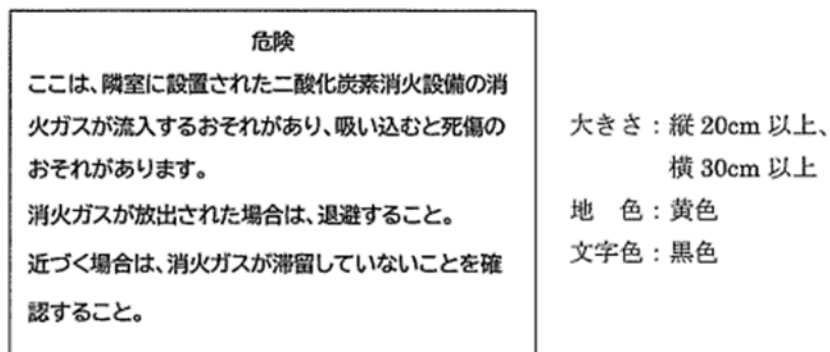 危険
ここは、隣室に設置された二酸化炭素消火設備の消
火ガスが流入するおそれがあり、吸い込むと死傷の
おそれがあります。
消火ガスが放出された場合は、退避すること。
近づく場合は、消火ガスが滞留していないことを確
認すること。
大きさ：縦 20cm 以上、
横 30cm 以上
地　色：黄色
文字色：黒色